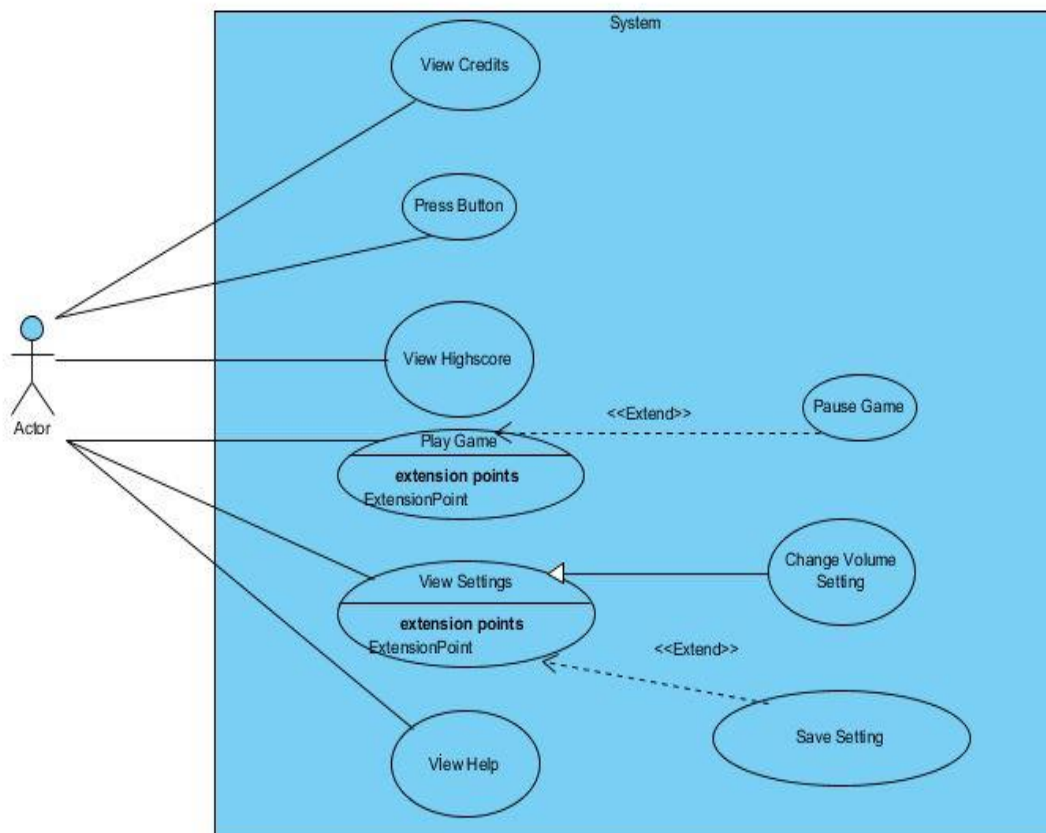 System
View Credits
Press Button
View Highscore
Actor
Play Game
extension points
ExtensionPoint
<<Extend>>
Pause Game
View Settings
extension points
ExtensionPoint
Change Volume
Setting
<<Extend>>
Save Setting
View Help